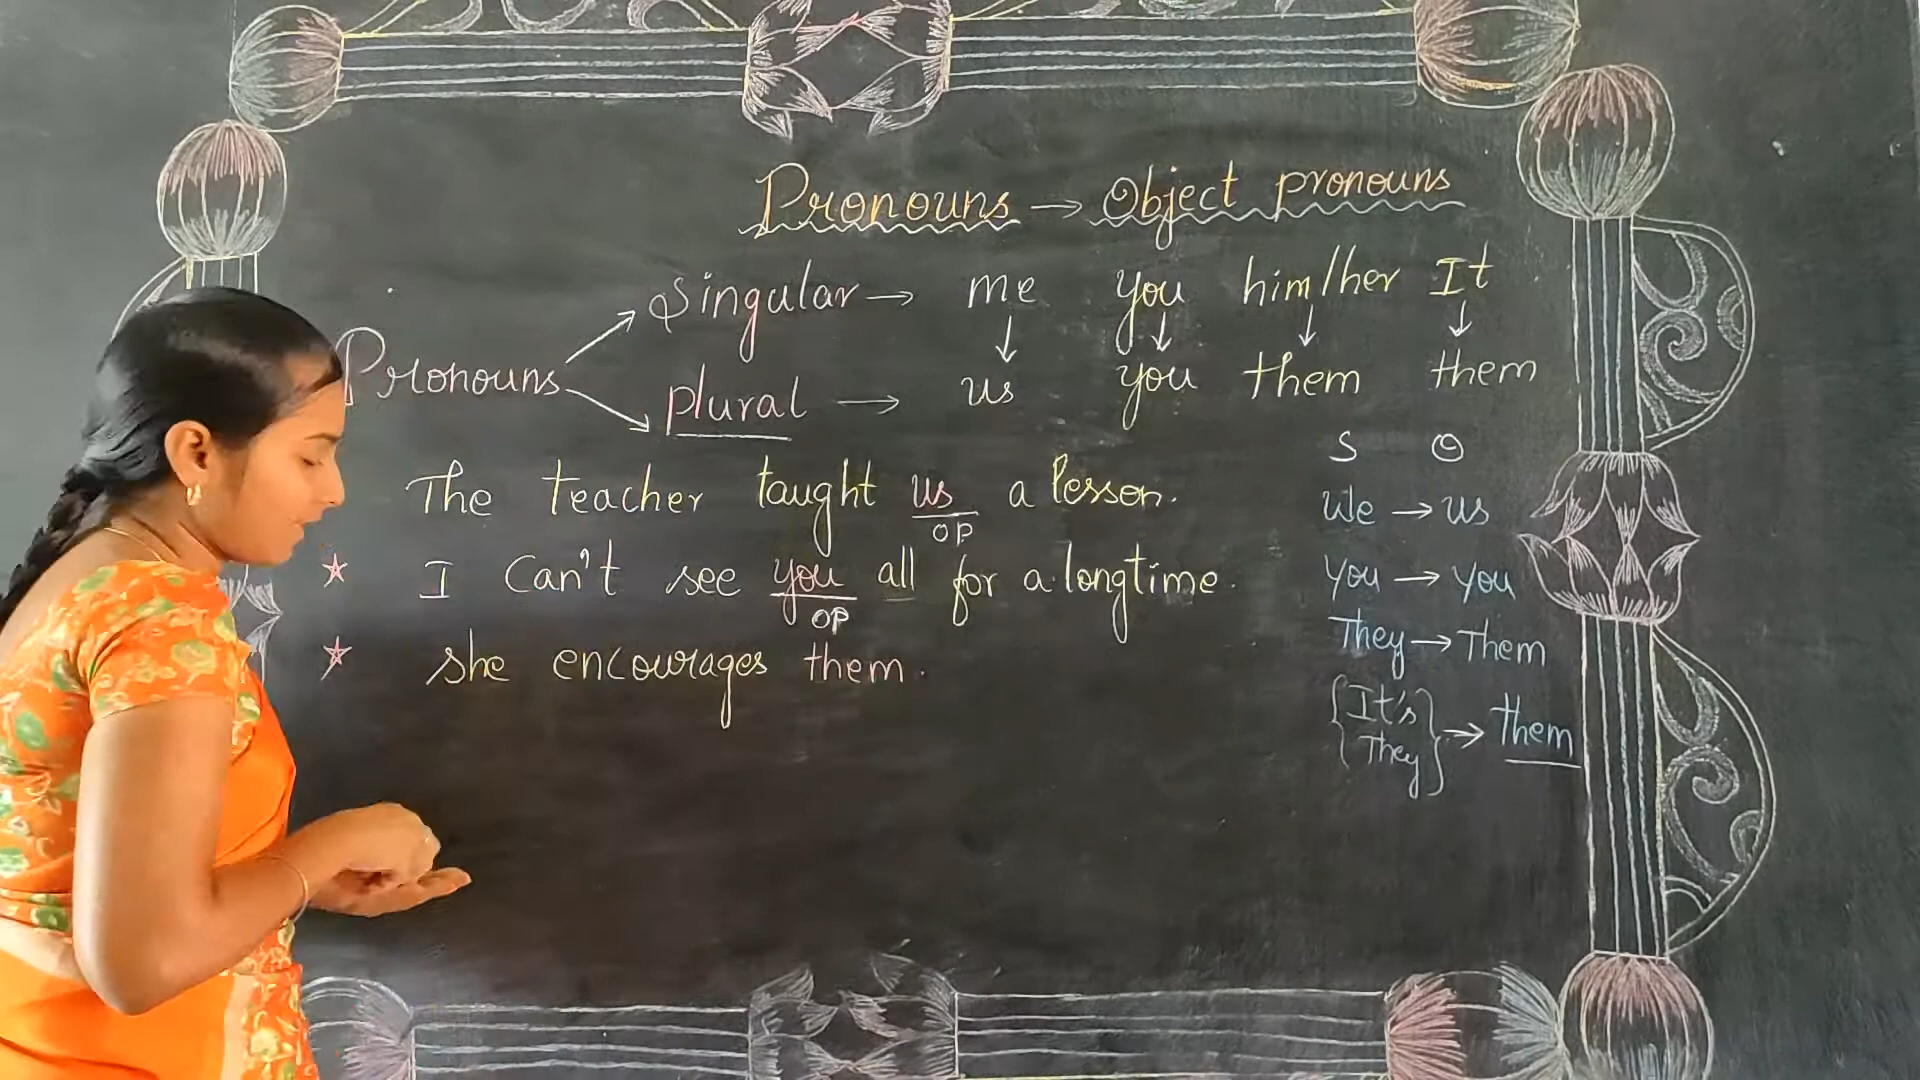 Pronouns → Object pronouns
Singular → me you him/her It
Pronouns
plural → us you them them
S O
The teacher taught us a lesson.
OP
We → us
I Can't see you all for a longtime.
OP
you → you
They → Them
she encourages them.
{It's They} → them